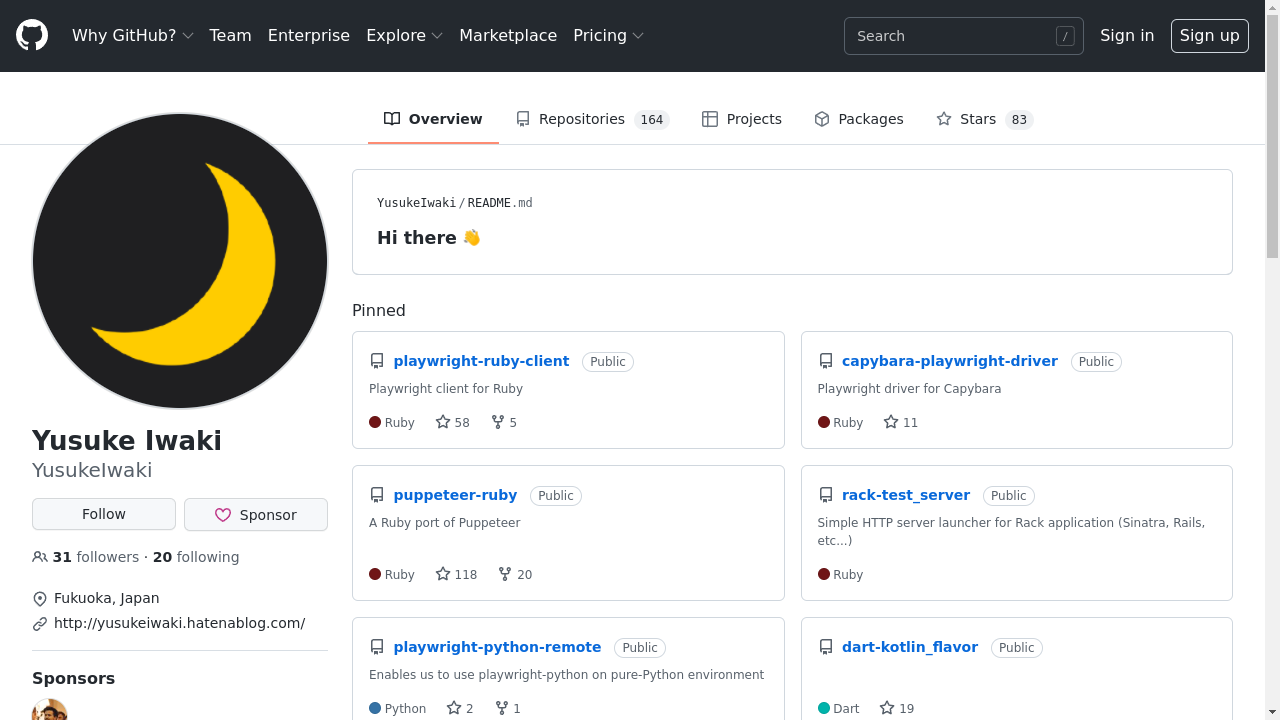 Why GitHub? Team Enterprise Explore Marketplace Pricing Search / Sign in Sign up
Overview Repositories 164 Projects Packages Stars 83
YusukeIwaki/README.md
Hi there 👋
Pinned
playwright-ruby-client Public
Playwright client for Ruby
Ruby 58 5
capybara-playwright-driver Public
Playwright driver for Capybara
Ruby 11
puppeteer-ruby Public
A Ruby port of Puppeteer
Ruby 118 20
rack-test_server Public
Simple HTTP server launcher for Rack application (Sinatra, Rails,
etc...)
Ruby
playwright-python-remote Public
Enables us to use playwright-python on pure-Python environment
Python 2 1
dart-kotlin_flavor Public
Dart 19
Yusuke Iwaki
YusukeIwaki
Follow Sponsor
31 followers · 20 following
Fukuoka, Japan
http://yusukeiwaki.hatenablog.com/
Sponsors